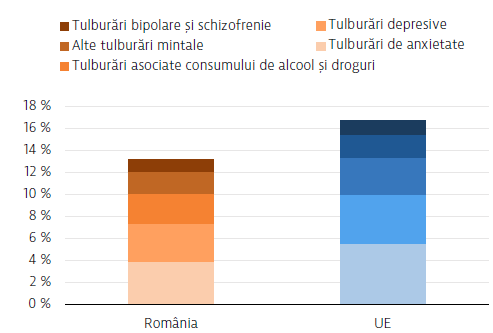 Tulburări bipolare și schizofrenie
Tulburări depresive
Alte tulburări mintale
Tulburări de anxietate
Tulburări asociate consumului de alcool și droguri
18 %
16 %
14 %
12 %
10 %
8 %
6 %
4 %
2 %
0 %
România
UE